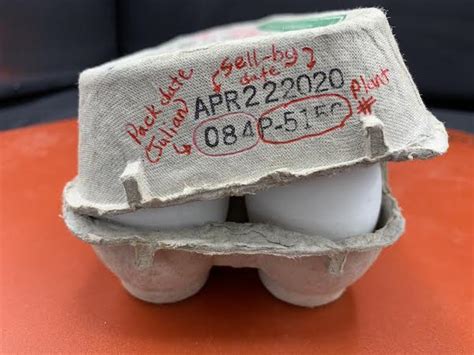 Pack date
(Julian)
Sell-by
date
APR222020
084P-5150
Plant
#